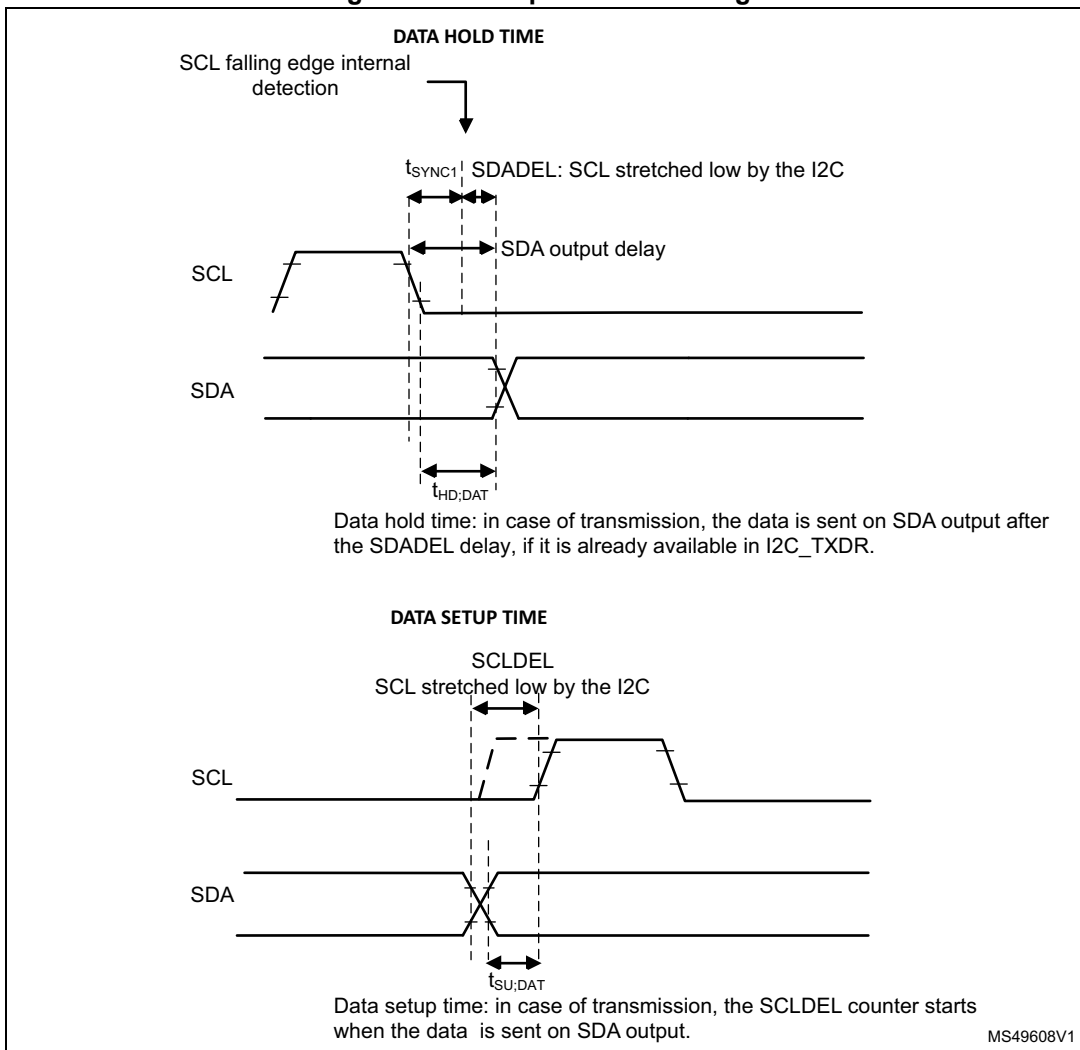 DATA HOLD TIME
SCL falling edge internal
detection
tSYNC1 SDADEL: SCL stretched low by the I2C
SDA output delay
SCL
SDA
tHD;DAT
Data hold time: in case of transmission, the data is sent on SDA output after
the SDADEL delay, if it is already available in I2C_TXDR.
DATA SETUP TIME
SCLDEL
SCL stretched low by the I2C
SCL
SDA
tSU;DAT
Data setup time: in case of transmission, the SCLDEL counter starts
when the data is sent on SDA output.
MS49608V1